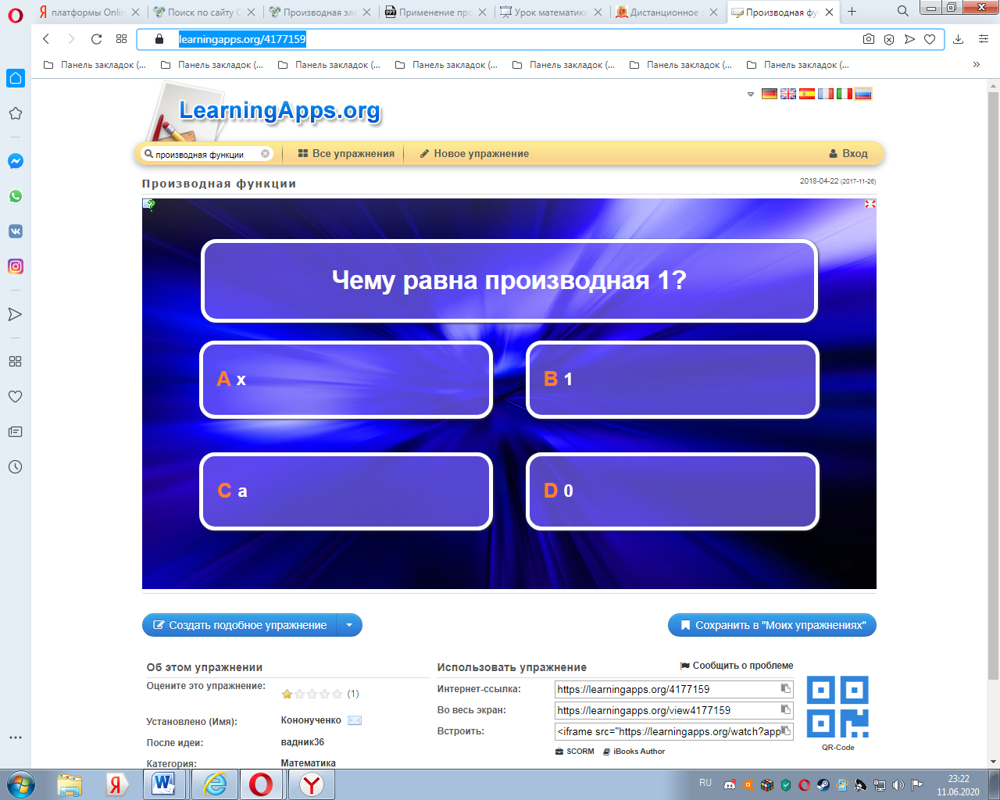 платформы Onlin
Поиск по сайту С
Производная эле
Применение про
Урок математики
Дистанционное з
Производная фу
learningapps.org/4177159
Панель закладок (...
Панель закладок (...
Панель закладок (...
Панель закладок (...
Панель закладок (...
Панель закладок (...
Панель закладок (...
LearningApps.org
производная функции
Все упражнения
Новое упражнение
Вход
Производная функции
2018-04-22 (2017-11-26)
Чему равна производная 1?
A x
B 1
C a
D 0
Создать подобное упражнение
Сохранить в "Моих упражнениях"
Об этом упражнении
Оцените это упражнение:
(1)
Установлено (Имя):
Кононученко
После идеи:
вадник36
Категория:
Математика
Использовать упражнение
Сообщить о проблеме
Интернет-ссылка:
https://learningapps.org/4177159
Во весь экран:
https://learningapps.org/view4177159
Встроить:
<iframe src="https://learningapps.org/watch?app
SCORM
iBooks Author
QR-Code
RU
23:22
11.06.2020